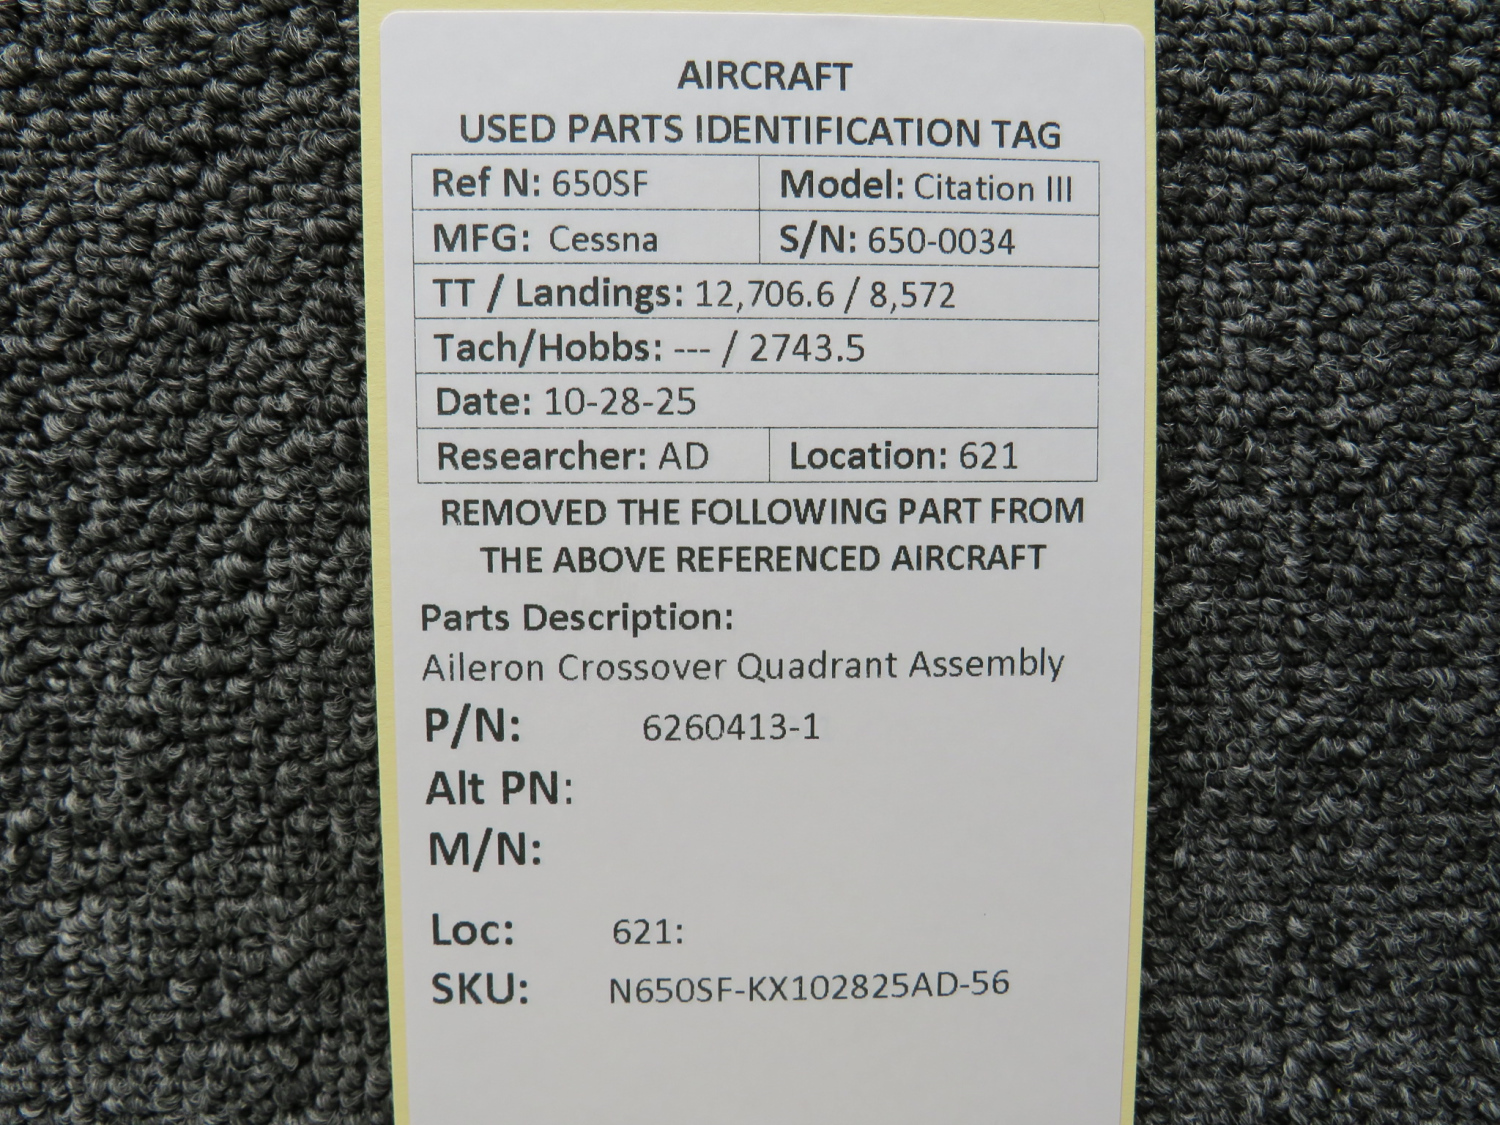 AIRCRAFT
USED PARTS IDENTIFICATION TAG
Ref N: 650SF Model: Citation III
MFG: Cessna S/N: 650-0034
TT / Landings: 12,706.6 / 8,572
Tach/Hobbs: --- / 2743.5
Date: 10-28-25
Researcher: AD Location: 621
REMOVED THE FOLLOWING PART FROM
THE ABOVE REFERENCED AIRCRAFT
Parts Description:
Aileron Crossover Quadrant Assembly
P/N: 6260413-1
Alt PN:
M/N:
Loc: 621:
SKU: N650SF-KX102825AD-56